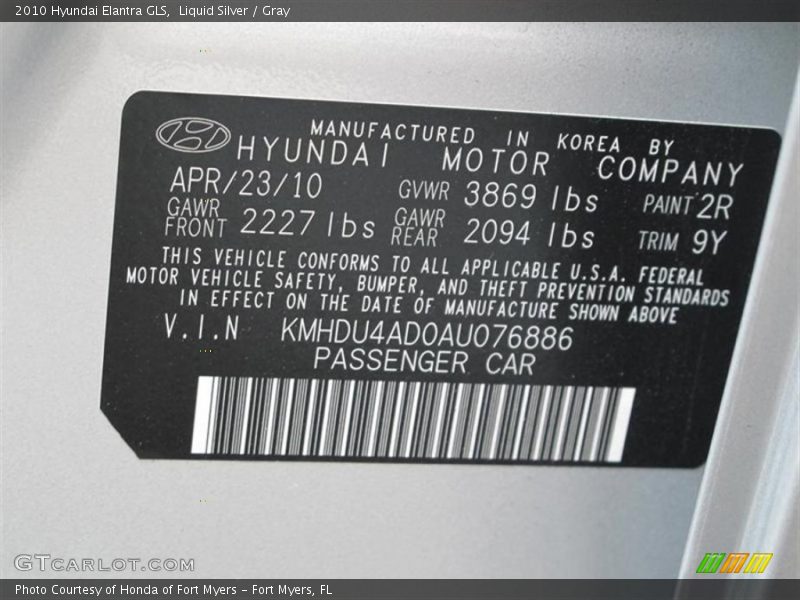 2010 Hyundai Elantra GLS,  Liquid Silver / Gray
MANUFACTURED IN KOREA BY
HYUNDAI MOTOR COMPANY
APR/23/10 GVWR 3869 lbs PAINT 2R
GAWR FRONT 2227 lbs GAWR REAR 2094 lbs TRIM 9Y
THIS VEHICLE CONFORMS TO ALL APPLICABLE U.S.A. FEDERAL
MOTOR VEHICLE SAFETY, BUMPER, AND THEFT PREVENTION STANDARDS
IN EFFECT ON THE DATE OF MANUFACTURE SHOWN ABOVE
V.I.N KMHDU4AD0AU076886
PASSENGER CAR
GTCARLOT.COM
Photo Courtesy of Honda of Fort Myers - Fort Myers, FL